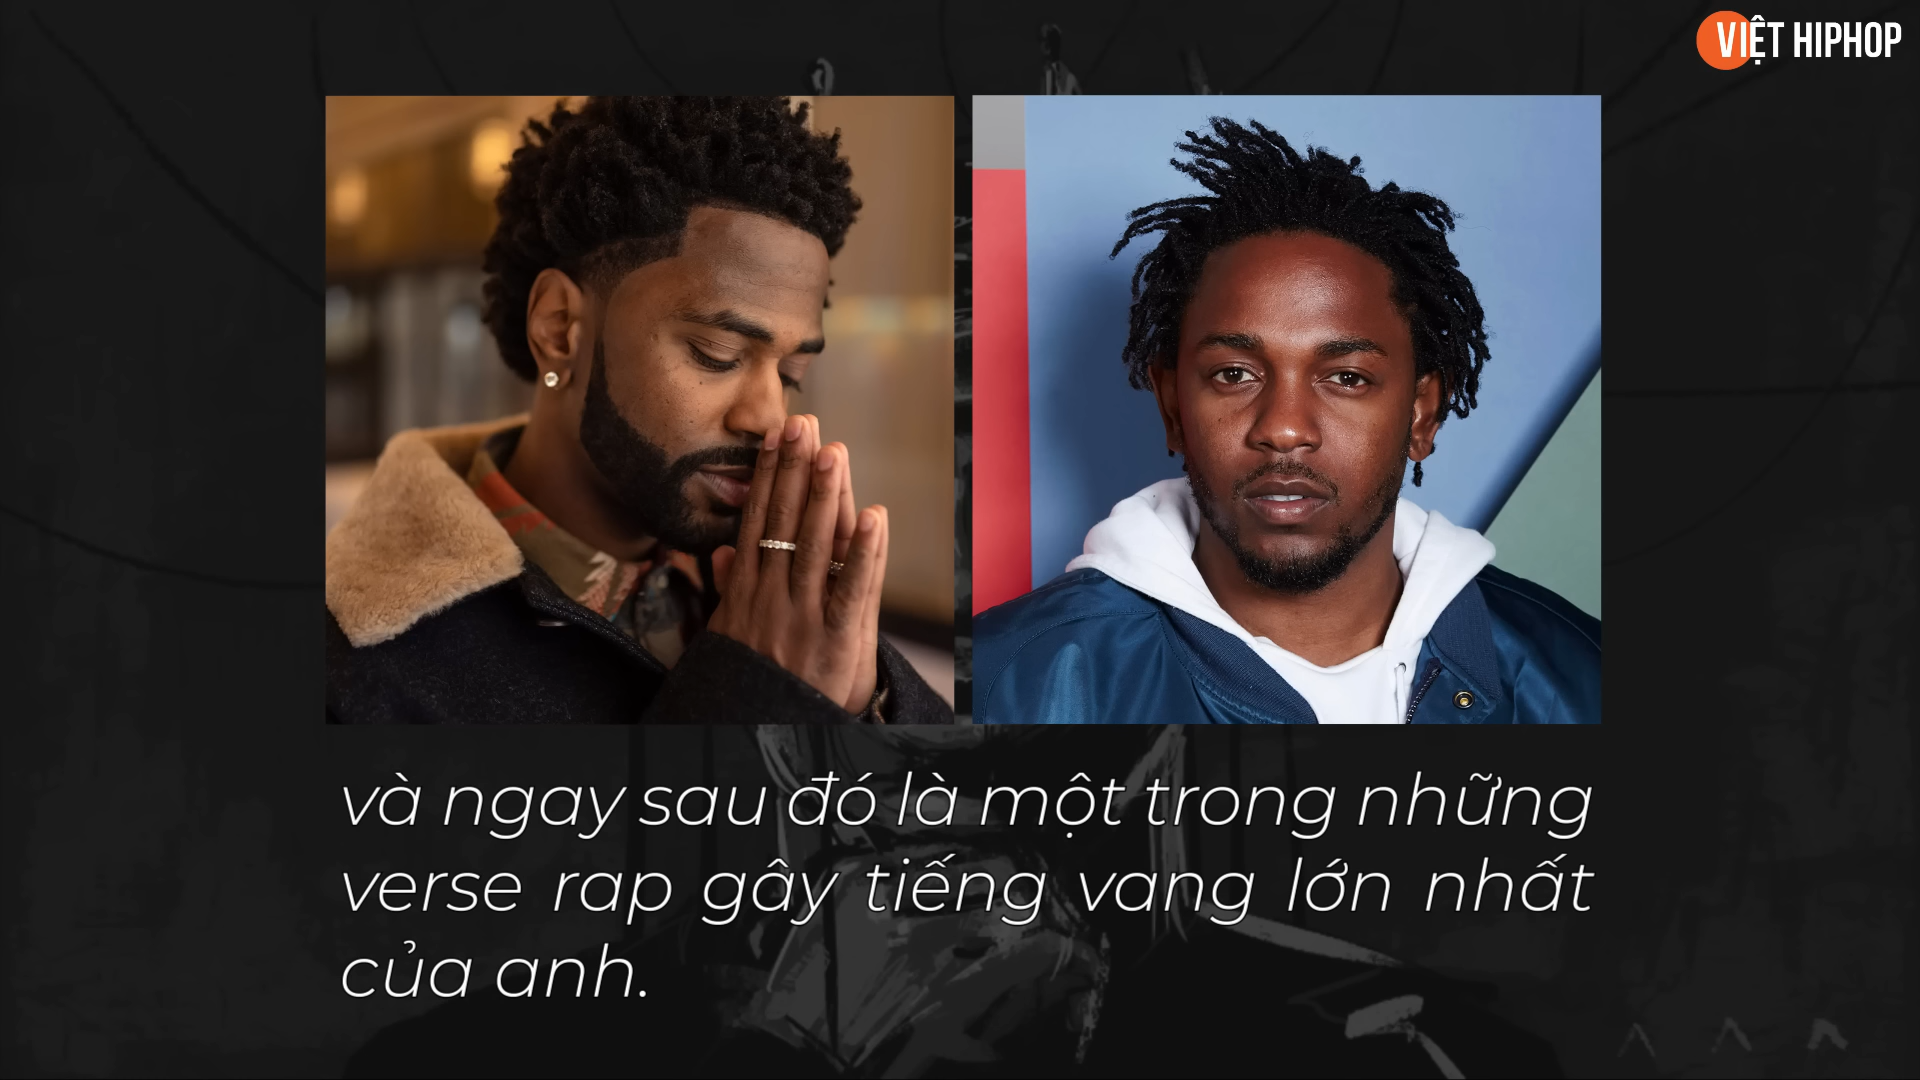 VIỆT HIPHOP
và ngay sau đó là một trong những
verse rap gây tiếng vang lớn nhất
của anh.